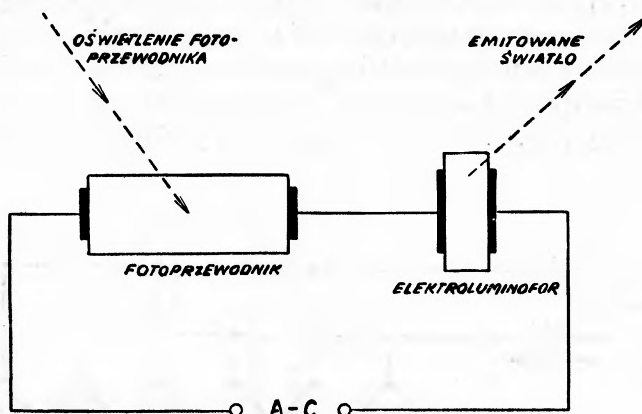 OŚWIETLENIE FOTO-
PRZEWODNIKA
EMITOWANE
ŚWIATŁO
FOTOPRZEWODNIK
ELEKTROLUMINOFOR
A-C